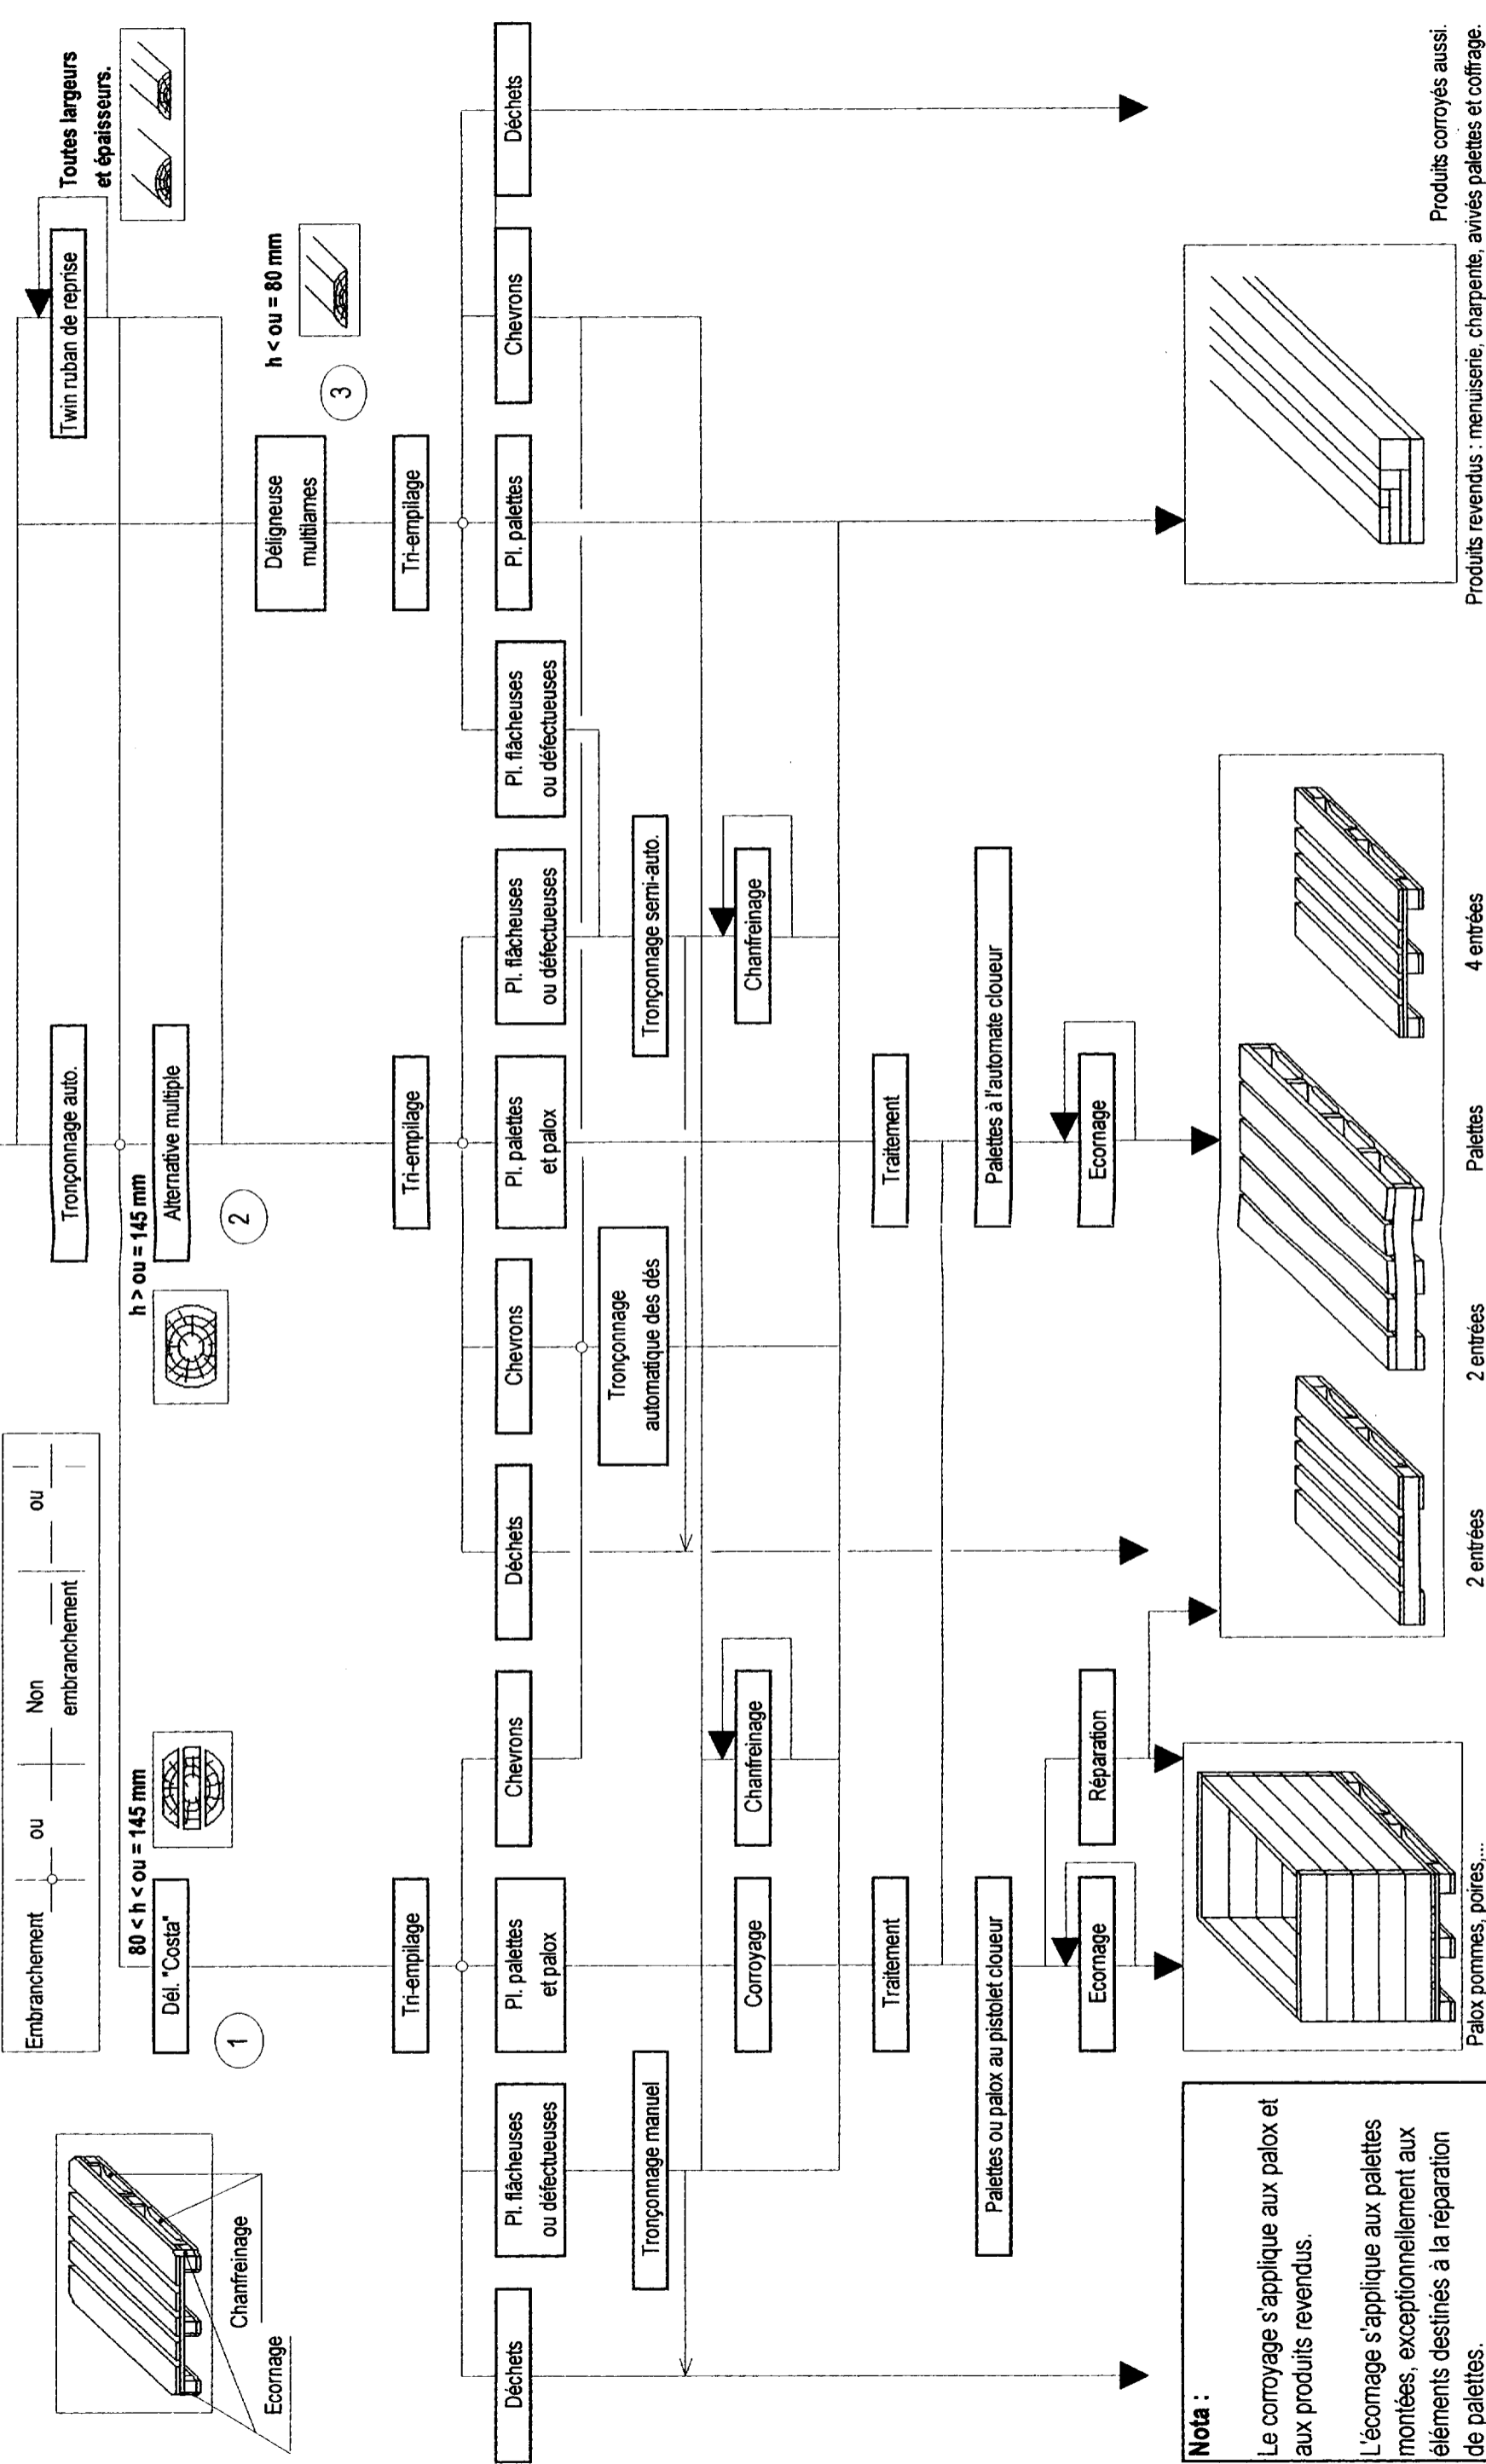 Embranchement
ou
Non
embranchement
ou
Tronçonnage auto.
Twin ruban de reprise
Toutes largeurs
et épaisseurs.
Chanfreinage
Ecornage
80 < h < ou = 145 mm
Dél. "Costa"
1
h > ou = 145 mm
Alternative multiple
2
Déligneuse
multilames
h < ou = 80 mm
3
Tri-empilage
Tri-empilage
Tri-empilage
Déchets
Pl. flâcheuses
ou défectueuses
Pl. palettes
et palox
Chevrons
Déchets
Chevrons
Pl. palettes
et palox
Pl. flâcheuses
ou défectueuses
Pl. flâcheuses
ou défectueuses
Pl. palettes
Chevrons
Déchets
Tronçonnage manuel
Tronçonnage
automatique des dés
Tronçonnage semi-auto.
Corroyage
Chanfreinage
Chanfreinage
Traitement
Traitement
Palettes ou palox au pistolet cloueur
Palettes à l'automate cloueur
Ecornage
Réparation
Ecornage
Nota :
Le corroyage s'applique aux palox et
aux produits revendus.
L'écornage s'applique aux palettes
montées, exceptionnellement aux
éléments destinés à la réparation
de palettes.
Palox pommes, poires,...
2 entrées
2 entrées
Palettes
4 entrées
Produits corroyés aussi.
Produits revendus : menuiserie, charpente, avivés palettes et coffrage.